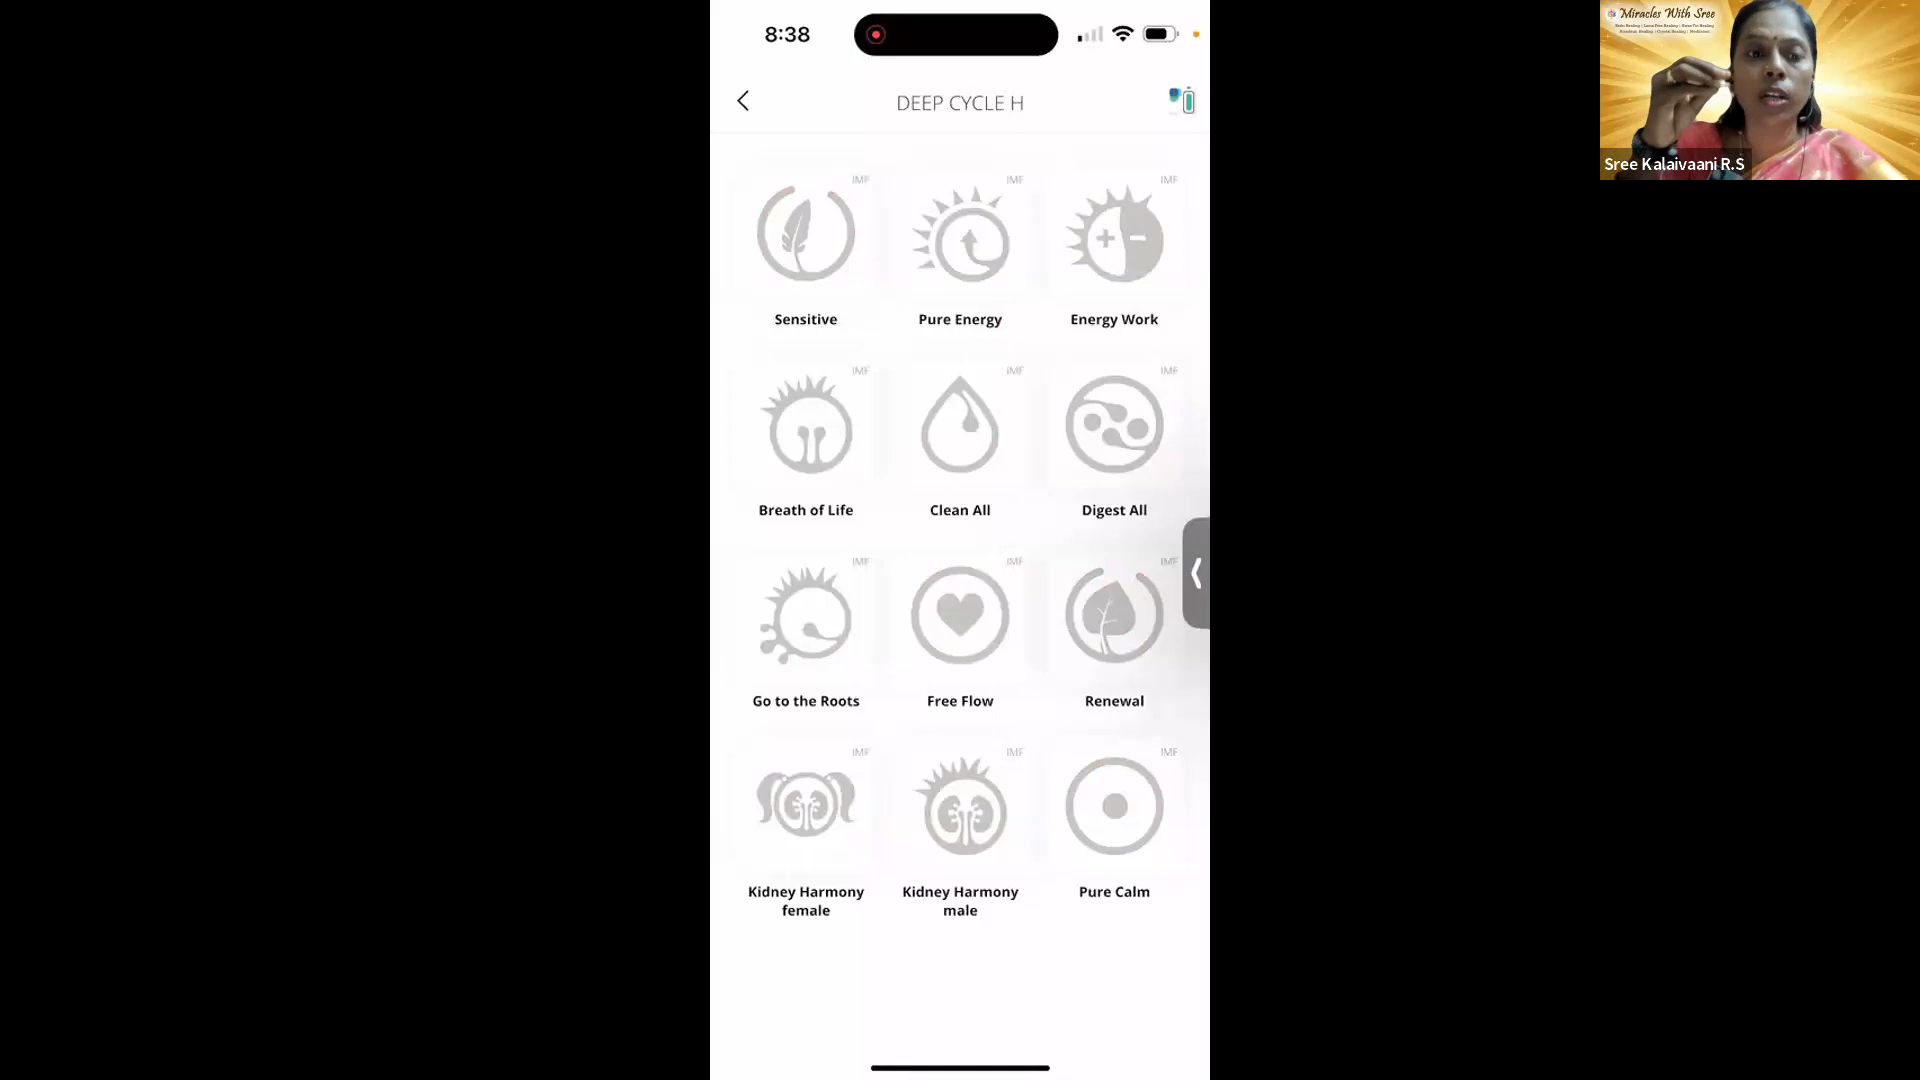 8:38
DEEP CYCLE H
IMF
IMF
IMF
Sensitive
Pure Energy
Energy Work
IMF
IMF
IMF
Breath of Life
Clean All
Digest All
IMF
IMF
IMF
Go to the Roots
Free Flow
Renewal
IMF
IMF
IMF
Kidney Harmony
female
Kidney Harmony
male
Pure Calm
Miracles With Sree
Sree Kalaivaani R.S